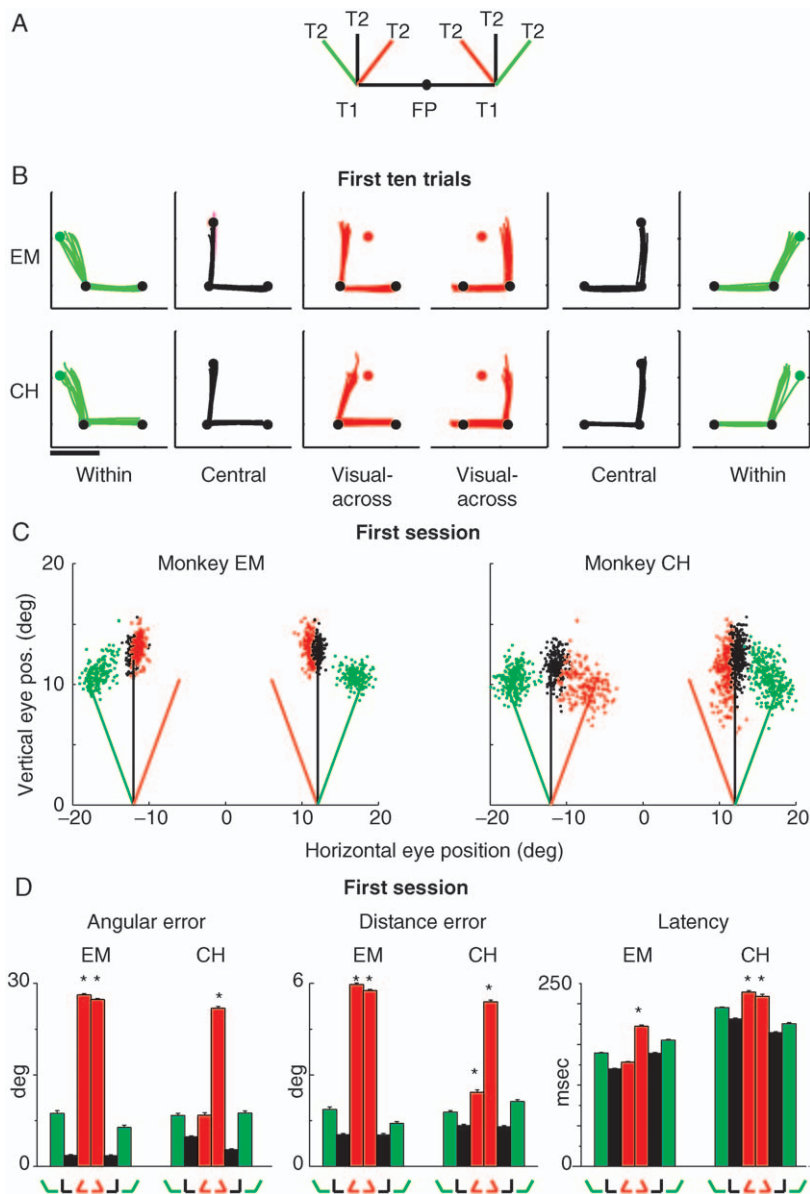 A
T2 T2 T2 T2 T2 T2
T1 FP T1
B
First ten trials
EM
CH
Within Central Visual-across Visual-across Central Within
C
First session
Monkey EM Monkey CH
Vertical eye pos. (deg)
20
10
0
–20 –10 0 10 20
–20 –10 0 10 20
Horizontal eye position (deg)
D
First session
Angular error Distance error Latency
EM CH EM CH EM CH
* * * * * * * * * *
30
deg
0
6
deg
0
250
msec
0